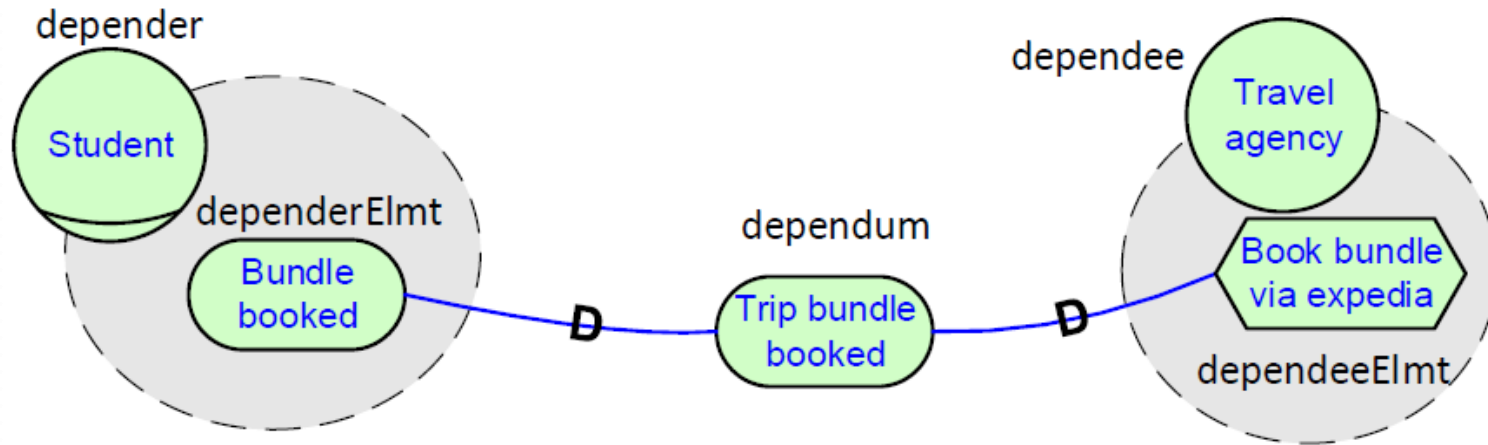 depender
Student
dependerElmt
Bundle
booked
D
dependum
Trip bundle
booked
D
dependee
Travel
agency
Book bundle
via expedia
dependeeElmt